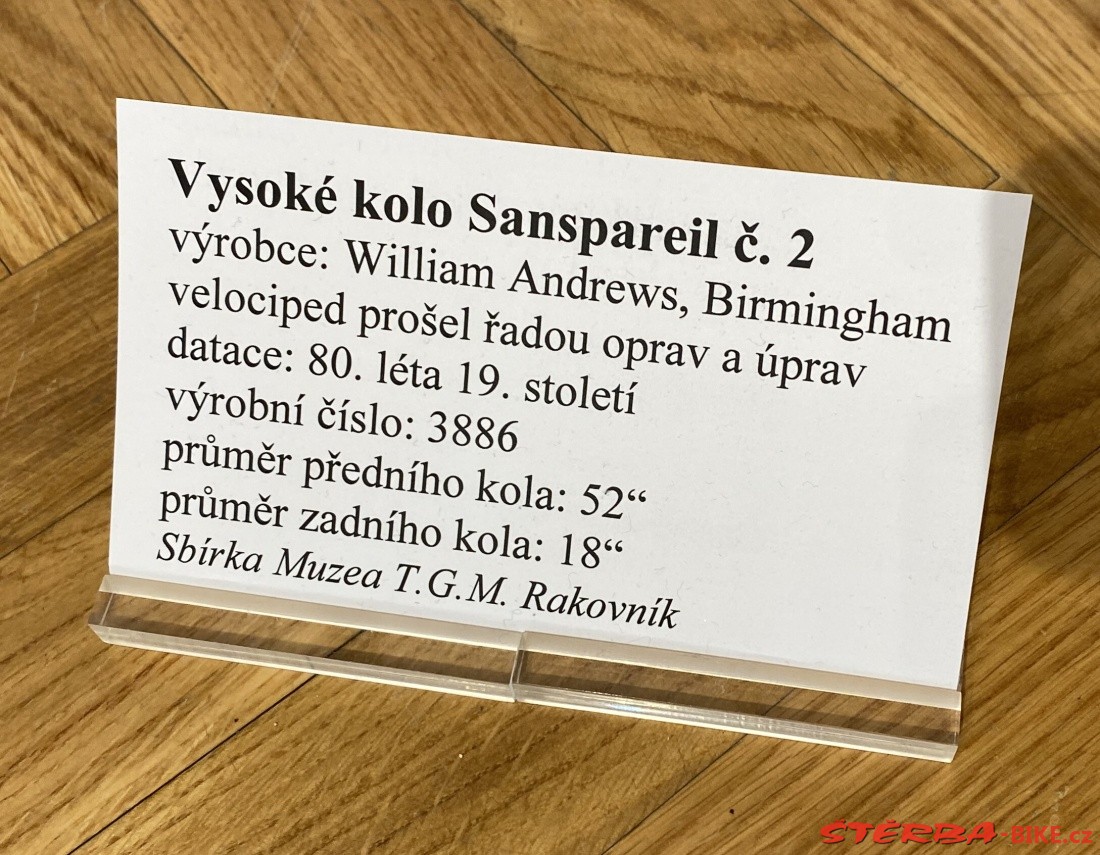 Vysoké kolo Sanspareil č. 2
výrobce: William Andrews, Birmingham
velociped prošel řadou oprav a úprav
datace: 80. léta 19. století
výrobní číslo: 3886
průměr předního kola: 52“
průměr zadního kola: 18“
Sbírka Muzea T.G.M. Rakovník
ŠTĚRBA-BIKE.cz